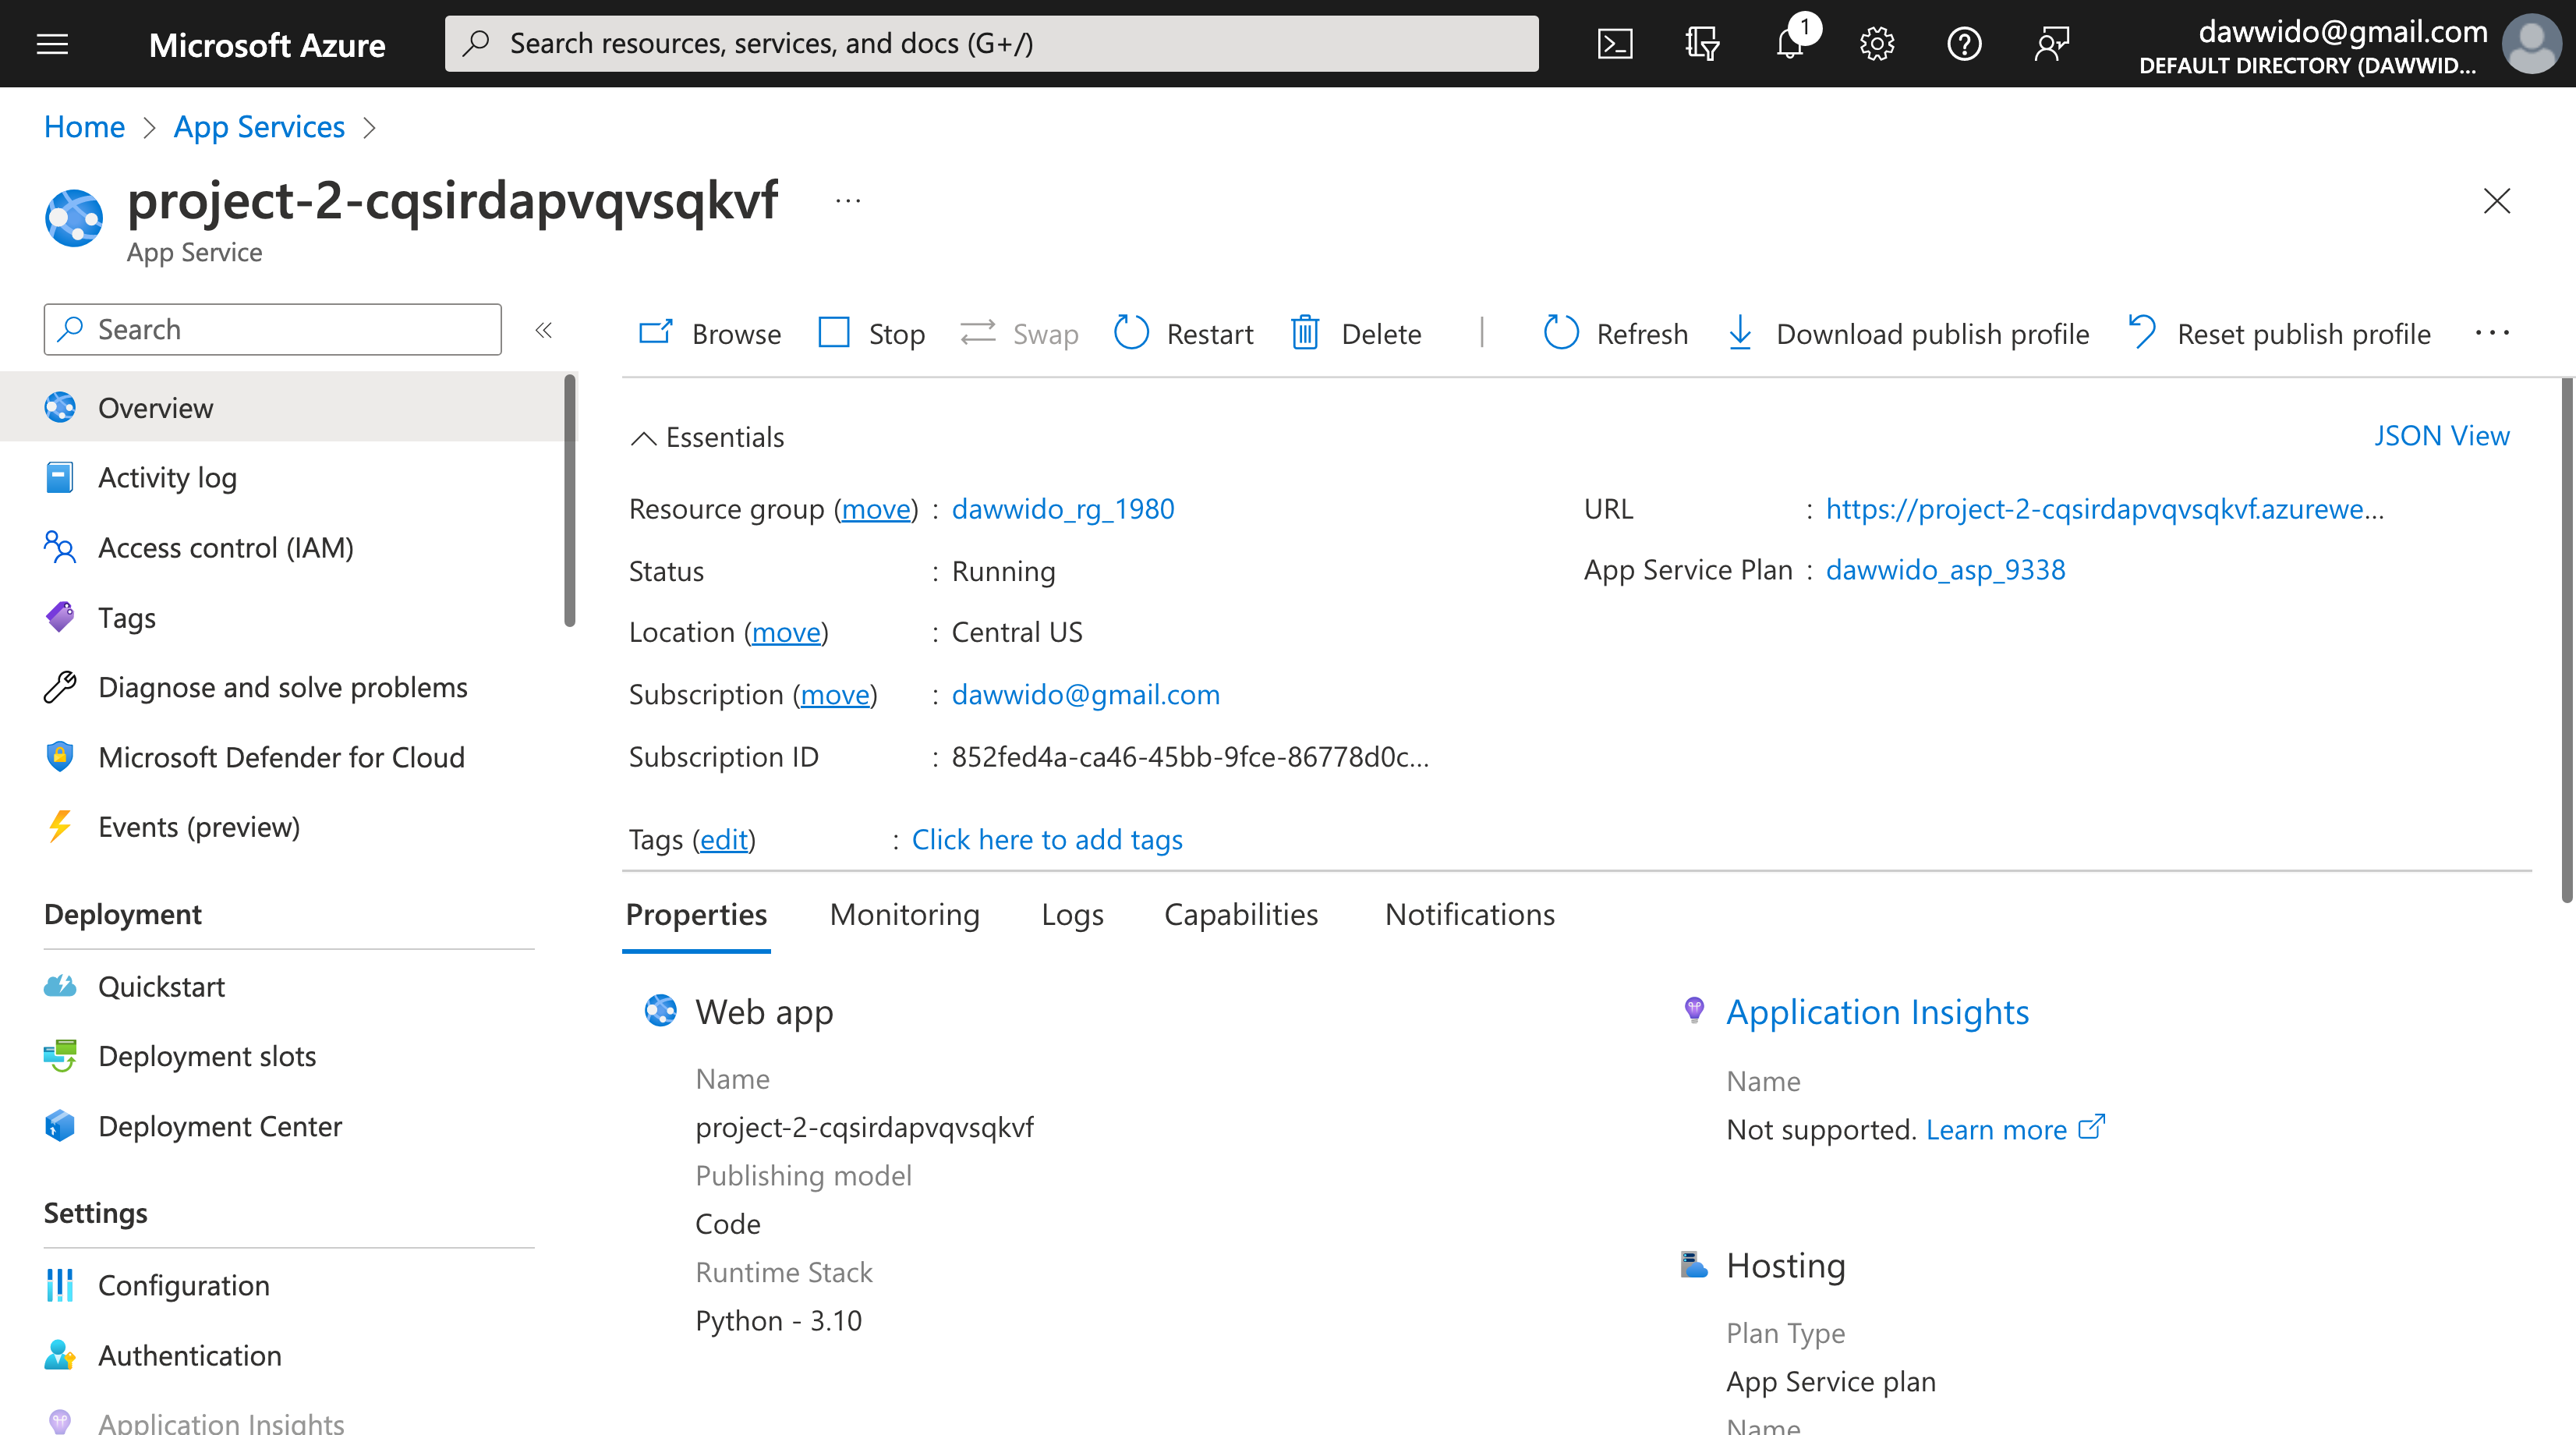 Microsoft Azure
Search resources, services, and docs (G+/)
1
dawwido@gmail.com
DEFAULT DIRECTORY (DAWWID...
Home > App Services >
project-2-cqsirdapvqvsqkvf ...
App Service
Search «
Browse Stop Swap Restart Delete | Refresh Download publish profile Reset publish profile ...
Overview
Activity log
Access control (IAM)
Tags
Diagnose and solve problems
Microsoft Defender for Cloud
Events (preview)
Deployment
Quickstart
Deployment slots
Deployment Center
Settings
Configuration
Authentication
Application Insights
Essentials
JSON View
Resource group (move) : dawwido_rg_1980
Status : Running
Location (move) : Central US
Subscription (move) : dawwido@gmail.com
Subscription ID : 852fed4a-ca46-45bb-9fce-86778d0c...
URL : https://project-2-cqsirdapvqvsqkvf.azurewe...
App Service Plan : dawwido_asp_9338
Tags (edit) : Click here to add tags
Properties Monitoring Logs Capabilities Notifications
Web app
Name
project-2-cqsirdapvqvsqkvf
Publishing model
Code
Runtime Stack
Python - 3.10
Application Insights
Name
Not supported. Learn more
Hosting
Plan Type
App Service plan
Name